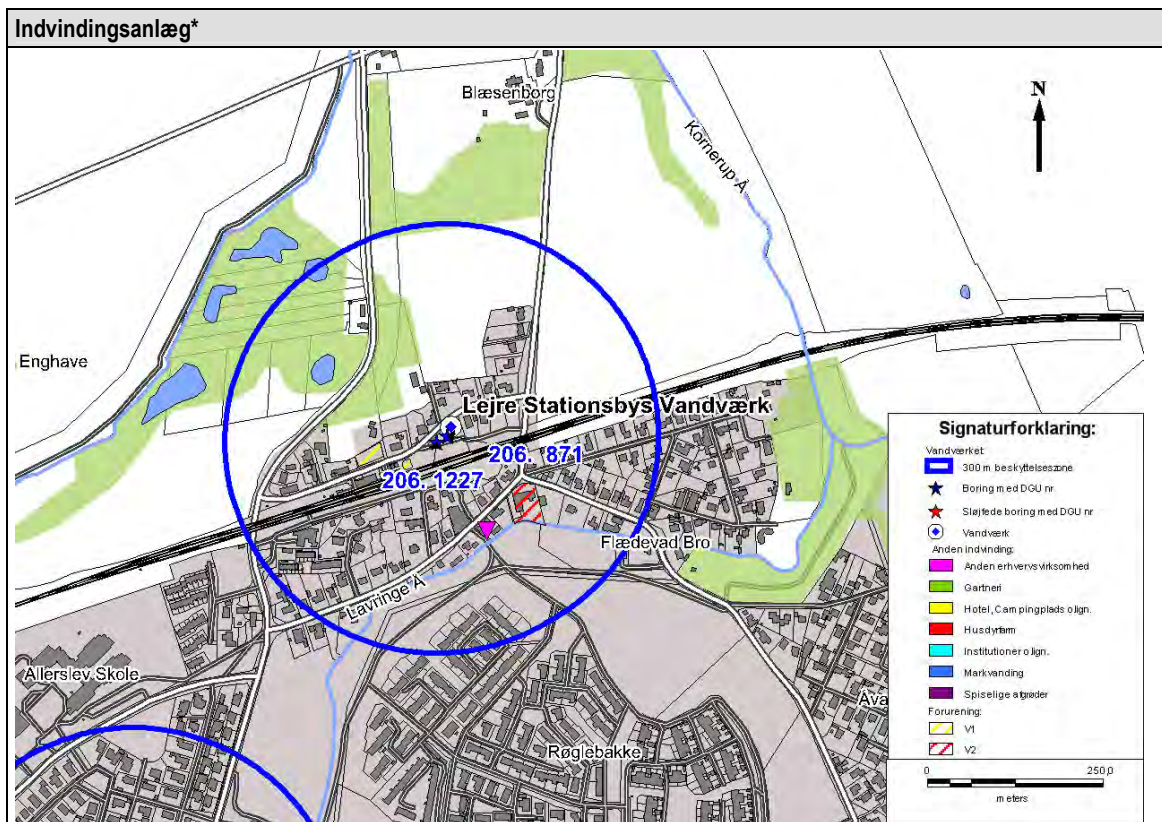 Indvindingsanlæg*
Blæsenborg
N
Kornerup Å
Enghave
Lejre Stationsbys Vandværk
206. 871
206. 1227
Flædevad Bro
Lavringe Å
Allerslev Skole
Røglebakke
Ava
Signaturforklaring:
Vandværket:
300 m beskyttelseszone
Boring med DGU nr
Sløjfede boring med DGU nr
Vandværk
Anden indvinding:
Anden erhvervsvirksomhed
Gartneri
Hotel, Campingplads o.lign.
Husdyrfarm
Institutioner o.lign.
Markvanding
Spiselige afgrøder
Forurening:
V1
V2
0 250,0
meters